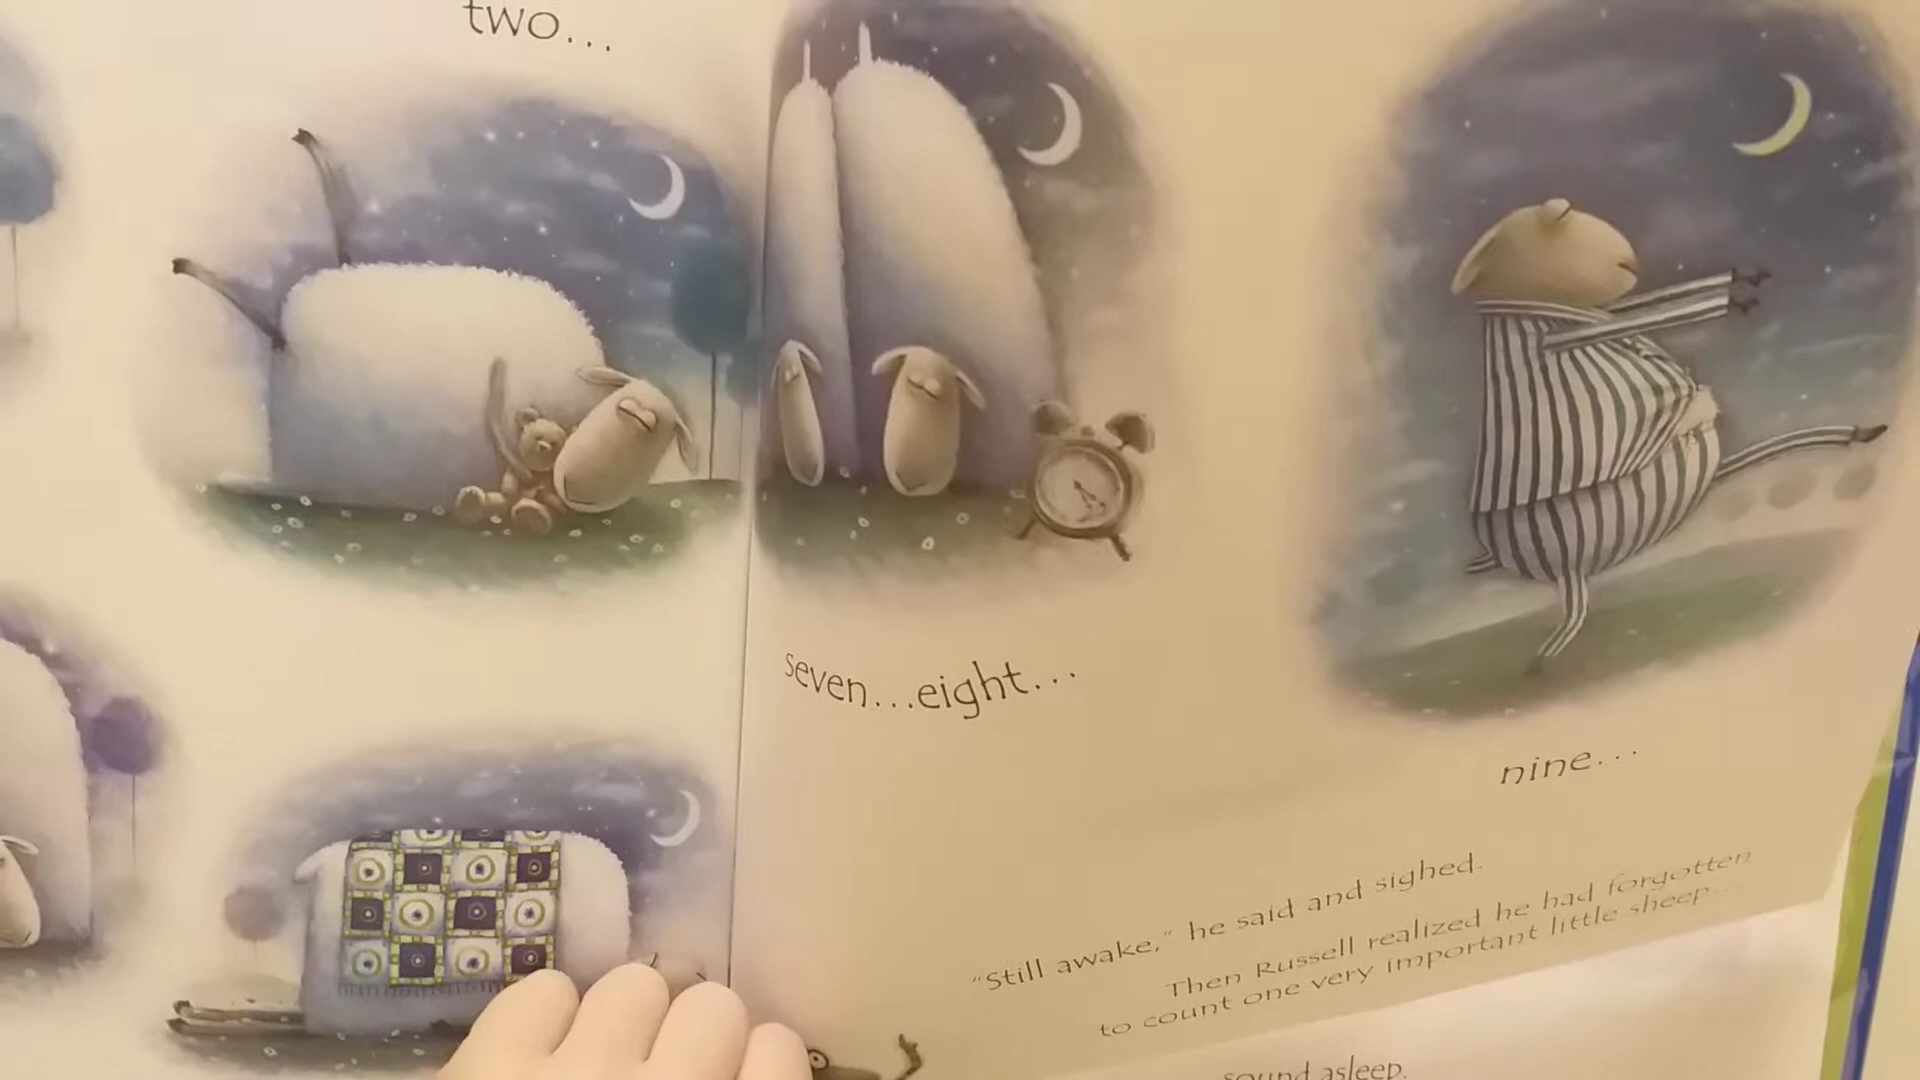 two...
seven...eight...
nine...
"Still awake," he said and sighed.
Then Russell realized he had forgotten
to count one very important little sheep...
sound asleep.